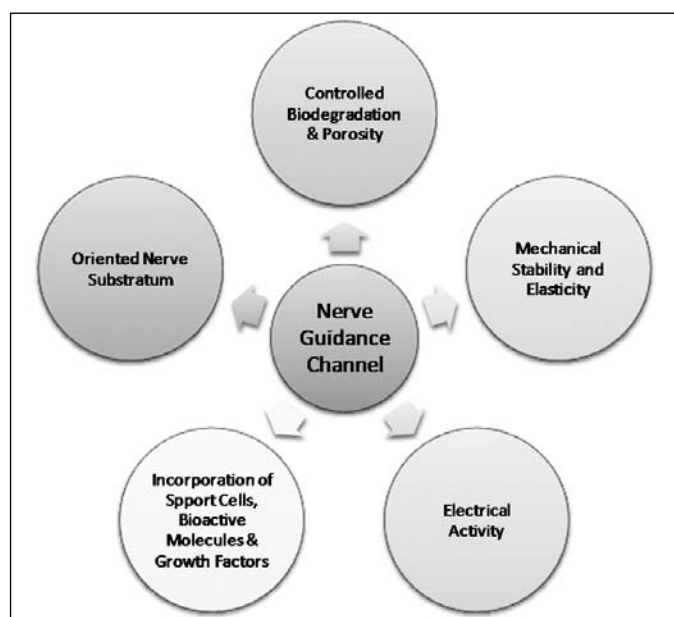 Controlled
Biodegradation
& Porosity
Oriented Nerve
Substratum
Mechanical
Stability and
Elasticity
Nerve
Guidance
Channel
Incorporation of
Spport Cells,
Bioactive
Molecules &
Growth Factors
Electrical
Activity